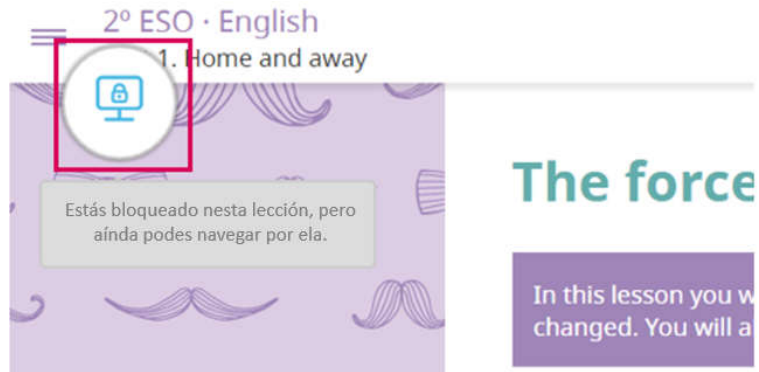 2º ESO · English
1. Home and away
Estás bloqueado nesta lección, pero
aínda podes navegar por ela.
The force
In this lesson you w
changed. You will a